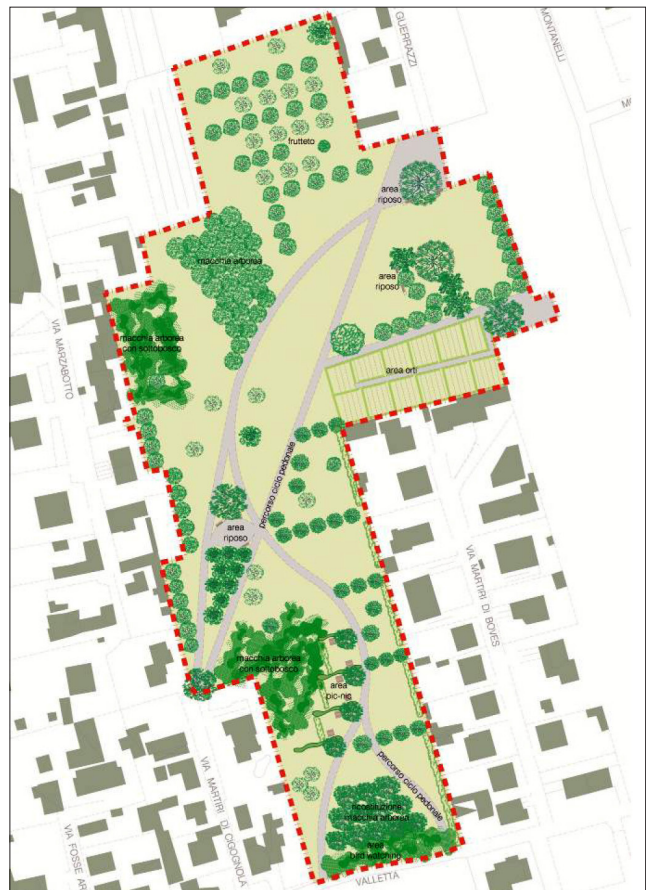 GUERRAZZI
MONTANELLI
frutteto
area
riposo
macchia arborea
area
riposo
macchia arborea
con sottobosco
VIA MARZABOTTO
area orti
percorso ciclo pedonale
area
riposo
VIA MARTIRI DI BOVES
macchia arborea
con sottobosco
area
pic-nic
percorso ciclo pedonale
ricostituzione
macchia arborea
area
bird watching
VIA MARTIRI DI CIGOGNOLA
VIA FOSSE AR
VALLETTA